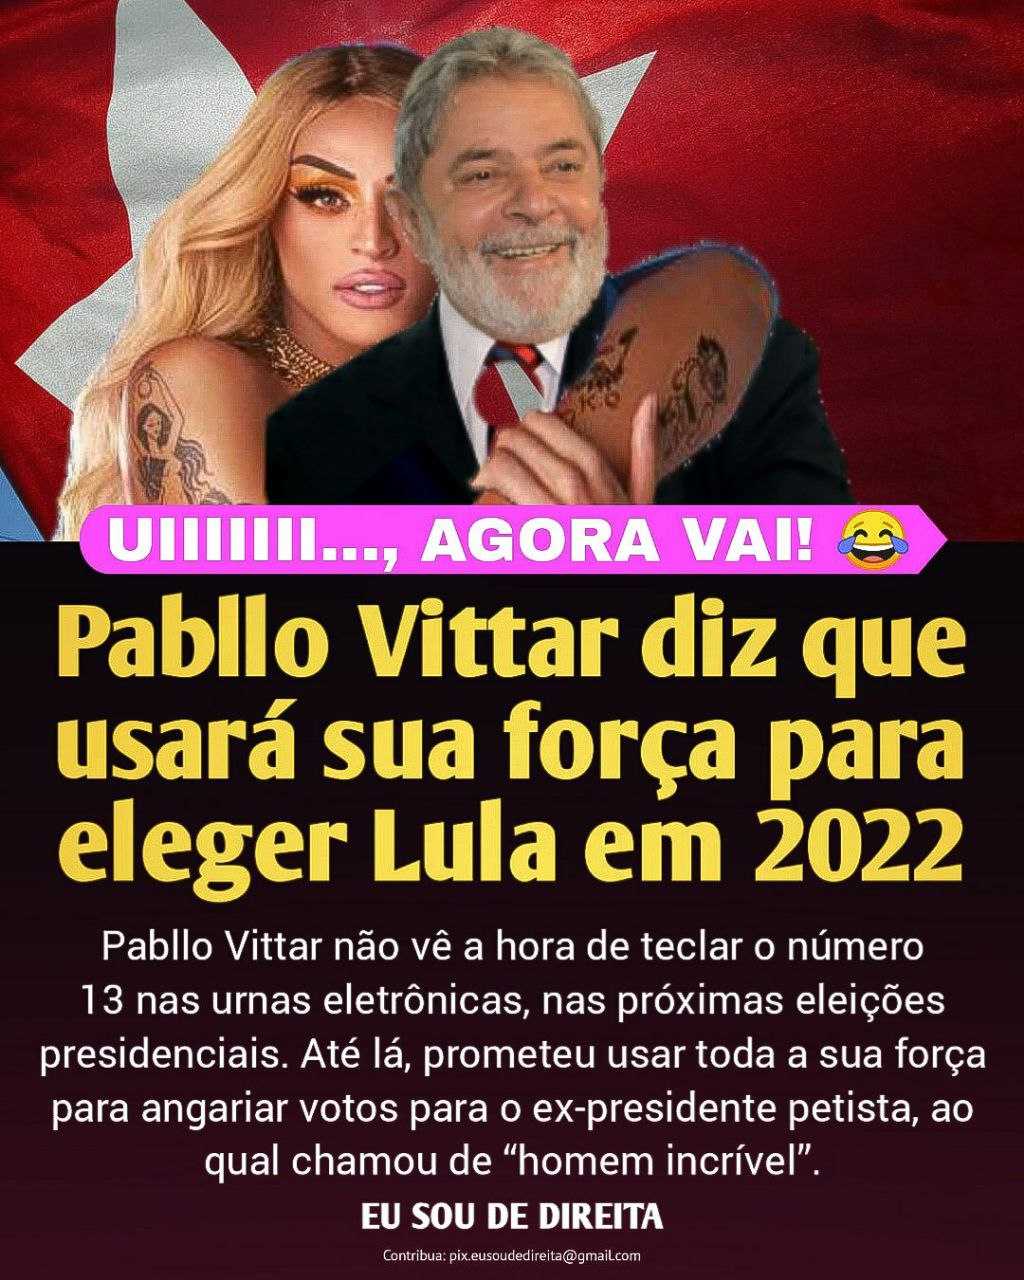 UIIIIIII..., AGORA VAI! 😂
Pabllo Vittar diz que
usará sua força para
eleger Lula em 2022
Pabllo Vittar não vê a hora de teclar o número
13 nas urnas eletrônicas, nas próximas eleições
presidenciais. Até lá, prometeu usar toda a sua força
para angariar votos para o ex-presidente petista, ao
qual chamou de “homem incrível”.
EU SOU DE DIREITA
Contribua: pix.eusoudedireita@gmail.com